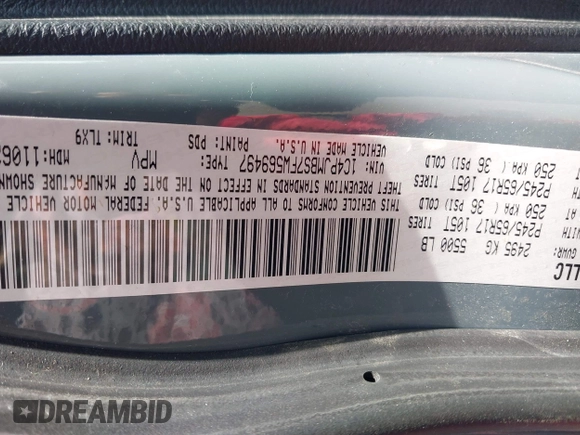 LLC
2495 KG 5500 LB
P245/65R17 105T TIRES
250 KPA ( 36 PSI) COLD
P245/65R17 105T TIRES
250 KPA ( 36 PSI) COLD
THIS VEHICLE CONFORMS TO ALL APPLICABLE U.S.A. FEDERAL MOTOR VEHICLE
THEFT PREVENTION STANDARDS IN EFFECT ON THE DATE OF MANUFACTURE SHOWN
VIN: 1C4PJMBS7FW569497 TYPE: MPV MDH:
VEHICLE MADE IN U.S.A. PAINT: PDS TRIM: TLX9
DREAMBID